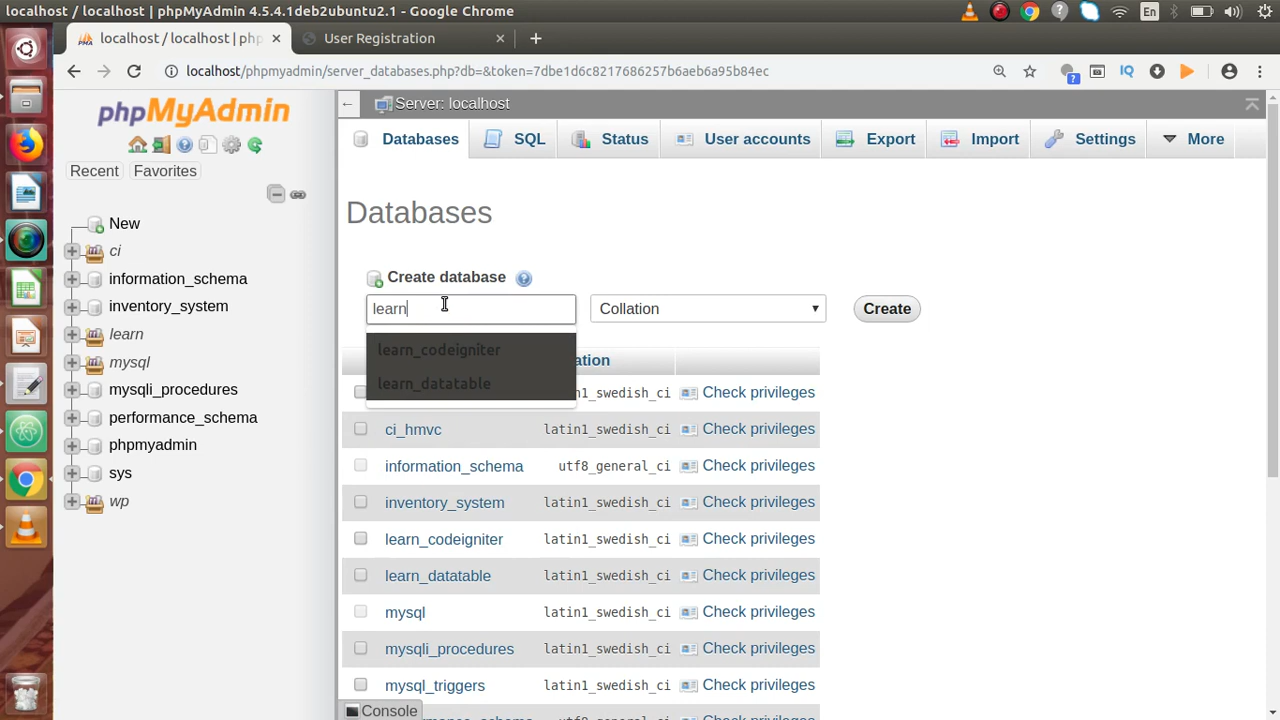 localhost / localhost | phpMyAdmin 4.5.4.1deb2ubuntu2.1 - Google Chrome
En
localhost / localhost | php
User Registration
localhost/phpmyadmin/server_databases.php?db=&token=7dbe1d6c8217686257b6aeb6a95b84ec
IQ
?
phpMyAdmin
Recent
Favorites
New
ci
information_schema
inventory_system
learn
mysql
mysqli_procedures
performance_schema
phpmyadmin
sys
wp
Server: localhost
Databases
SQL
Status
User accounts
Export
Import
Settings
More
Databases
Create database
learn
Collation
Create
learn_codeigniter
learn_datatable
ation
_swedish_ci
Check privileges
ci_hmvc
latin1_swedish_ci
Check privileges
information_schema
utf8_general_ci
Check privileges
inventory_system
latin1_swedish_ci
Check privileges
learn_codeigniter
latin1_swedish_ci
Check privileges
learn_datatable
latin1_swedish_ci
Check privileges
mysql
latin1_swedish_ci
Check privileges
mysqli_procedures
latin1_swedish_ci
Check privileges
mysql_triggers
latin1_swedish_ci
Check privileges
Console